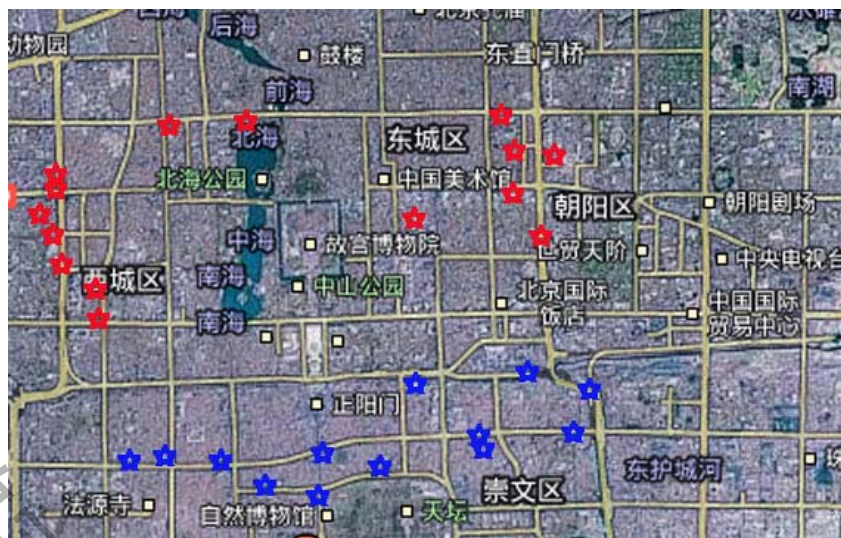 后海
动物园
鼓楼
东直门桥
南湖
前海
北海
东城区
北海公园
中国美术馆
朝阳区
朝阳剧场
中海
故宫博物院
世贸天阶
中央电视台
西城区
南海
中山公园
北京国际
饭店
中国国际
贸易中心
南海
正阳门
东护城河
珠
法源寺
自然博物馆
崇文区
天坛